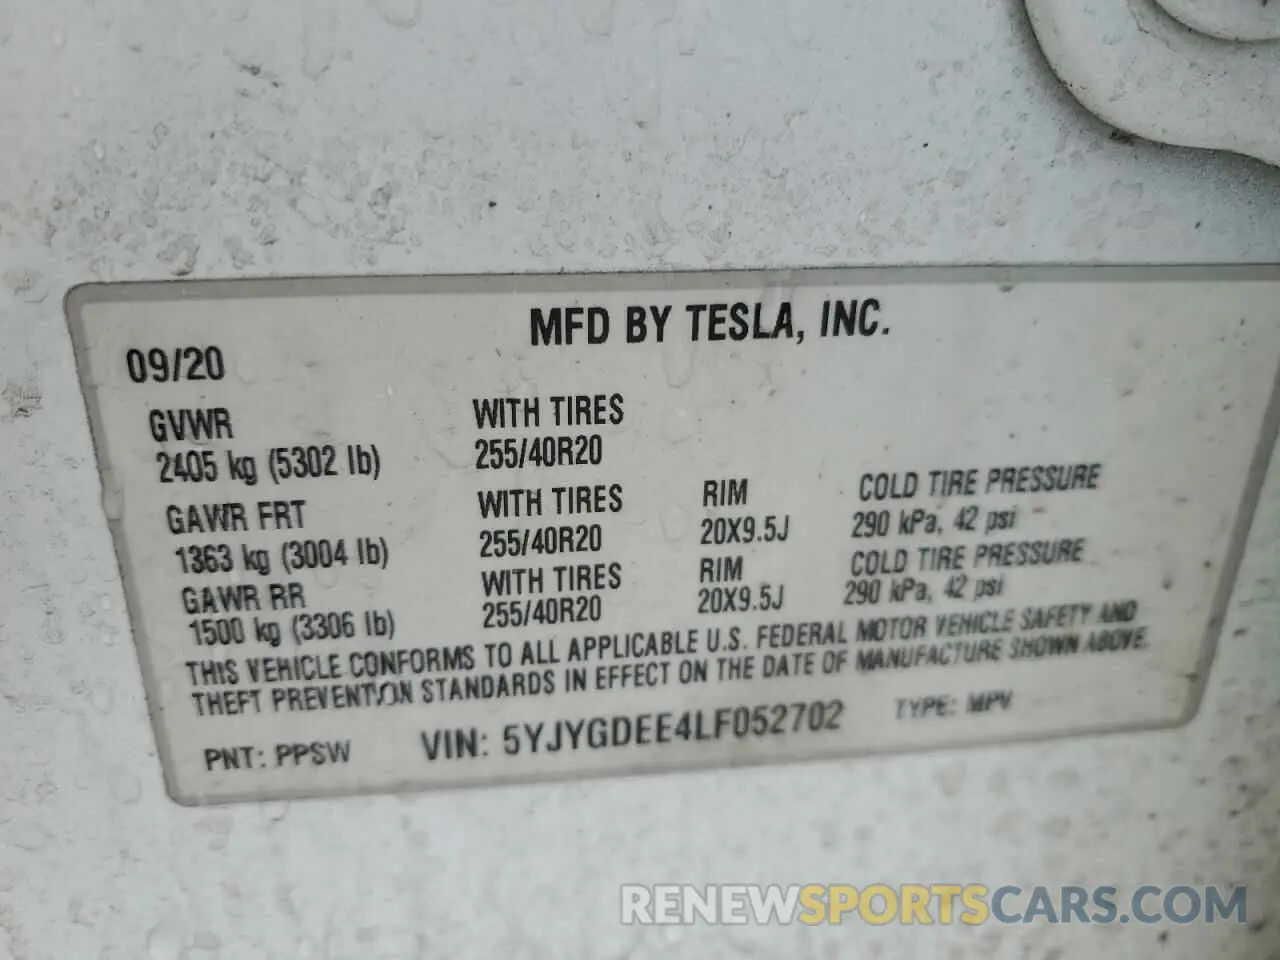 MFD BY TESLA, INC.
09/20
GVWR WITH TIRES
2405 kg (5302 lb) 255/40R20
GAWR FRT WITH TIRES RIM COLD TIRE PRESSURE
1363 kg (3004 lb) 255/40R20 20X9.5J 290 kPa, 42 psi
GAWR RR WITH TIRES RIM COLD TIRE PRESSURE
1500 kg (3306 lb) 255/40R20 20X9.5J 290 kPa, 42 psi
THIS VEHICLE CONFORMS TO ALL APPLICABLE U.S. FEDERAL MOTOR VEHICLE SAFETY AND
THEFT PREVENTION STANDARDS IN EFFECT ON THE DATE OF MANUFACTURE SHOWN ABOVE.
PNT: PPSW VIN: 5YJYGDEE4LF052702 TYPE: MPV
RENEWSPORTSCARS.COM